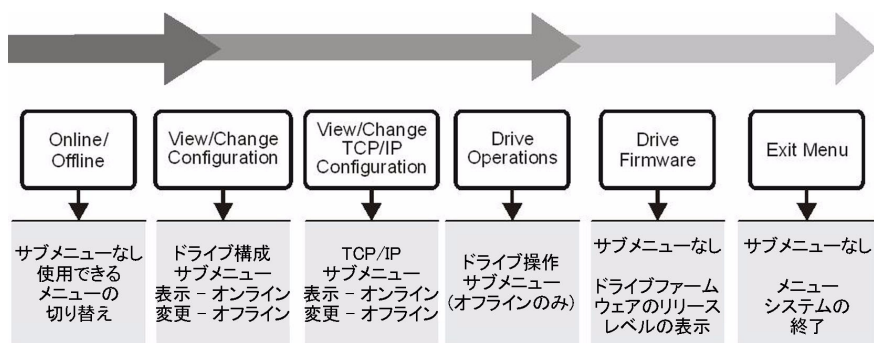 Online/
Offline
View/Change
Configuration
View/Change
TCP/IP
Configuration
Drive
Operations
Drive
Firmware
Exit Menu
サブメニューなし
使用できる
メニューの
切り替え
ドライブ構成
サブメニュー
表示 – オンライン
変更 – オフライン
TCP/IP
サブメニュー
表示 – オンライン
変更 – オフライン
ドライブ操作
サブメニュー
(オフラインのみ)
サブメニューなし
ドライブファーム
ウェアのリリース
レベルの表示
サブメニューなし
メニュー
システムの
終了